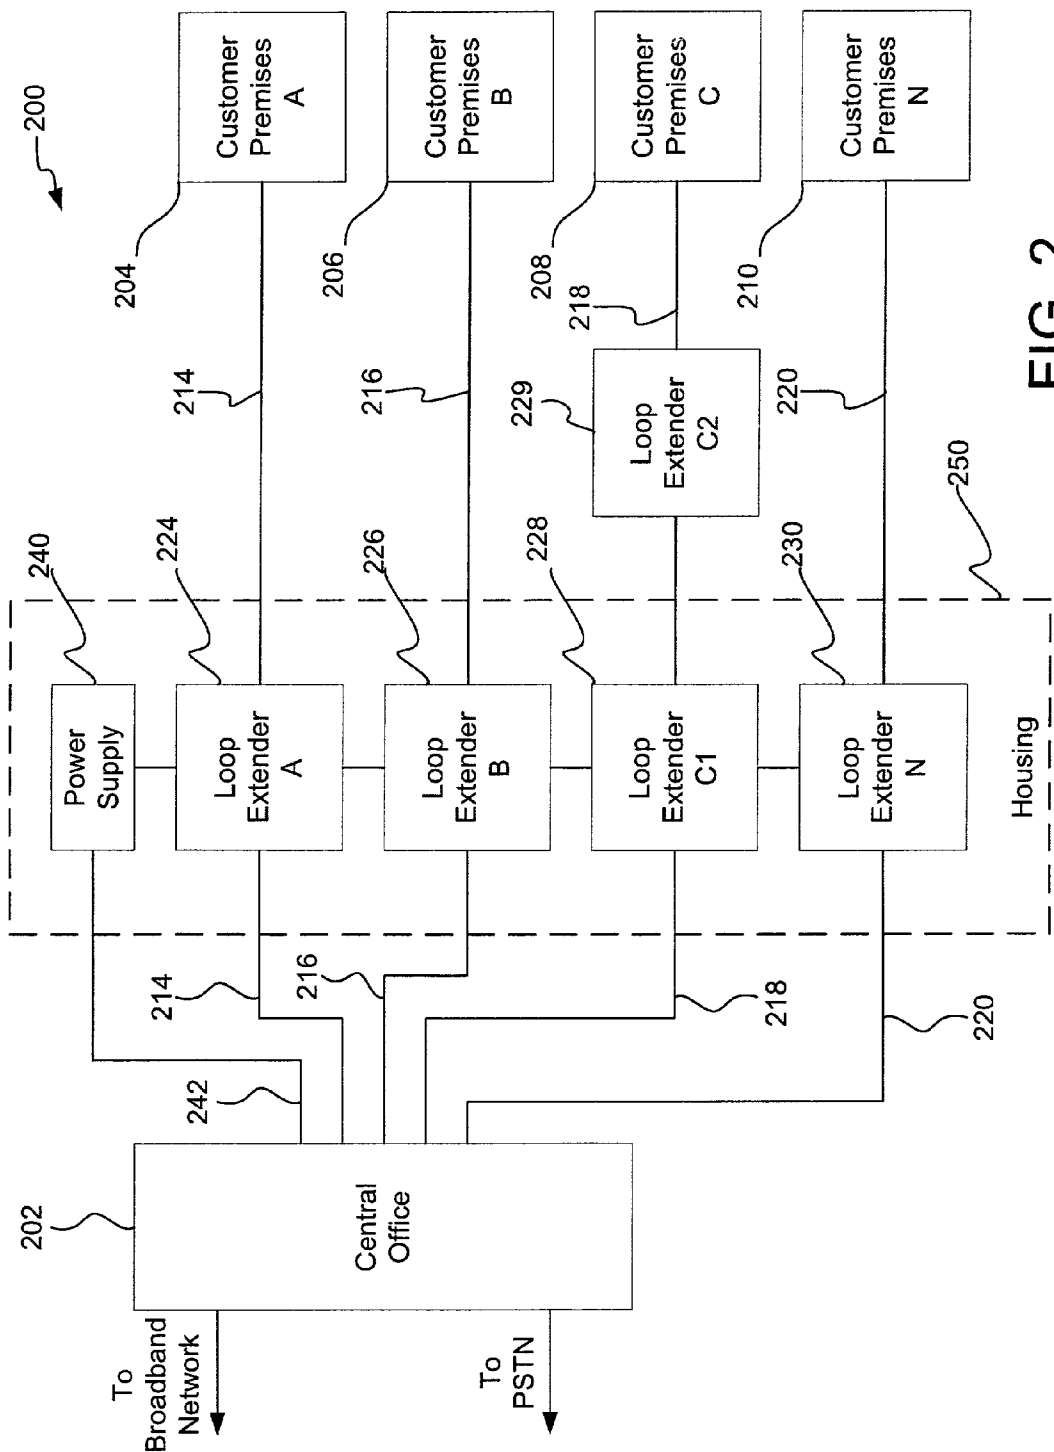 200
202
Central
Office
To
Broadband
Network
To
PSTN
242
214
216
218
220
240
Power
Supply
224
Loop
Extender
A
226
Loop
Extender
B
228
Loop
Extender
C1
230
Loop
Extender
N
Housing
250
214
216
229
Loop
Extender
C2
218
220
204
Customer
Premises
A
206
Customer
Premises
B
208
Customer
Premises
C
210
Customer
Premises
N
FIG. 2